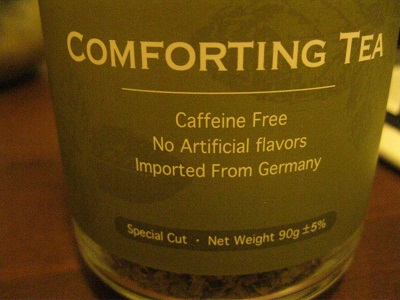 COMFORTING TEA
Caffeine Free
No Artificial flavors
Imported From Germany
Special Cut · Net Weight 90g ±5%